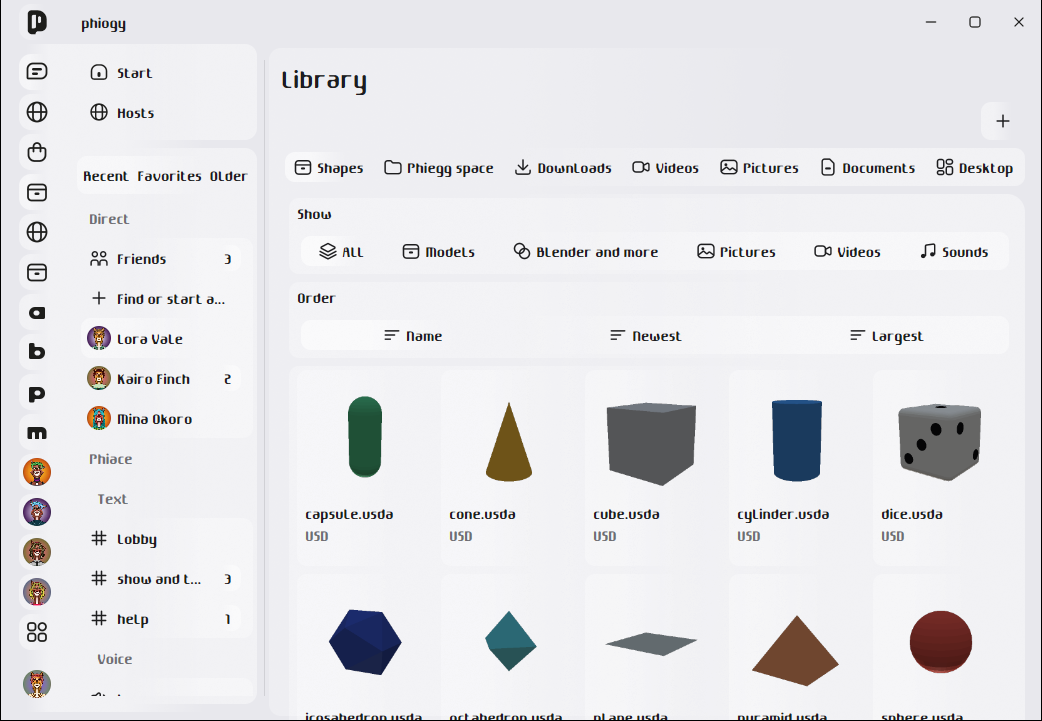 phiogy
Start
Hosts
Recent Favorites Older
Direct
Friends 3
Find or start a...
Lora Vale
Kairo Finch 2
Mina Okoro
Phiace
Text
Lobby
show and t... 3
help 1
Voice
a
b
p
m
Library
Shapes Phiegg space Downloads Videos Pictures Documents Desktop
Show
All Models Blender and more Pictures Videos Sounds
Order
Name Newest Largest
capsule.usda cone.usda cube.usda cylinder.usda dice.usda
USD USD USD USD USD
icosahedron.usda octahedron.usda plane.usda pyramid.usda sphere.usda